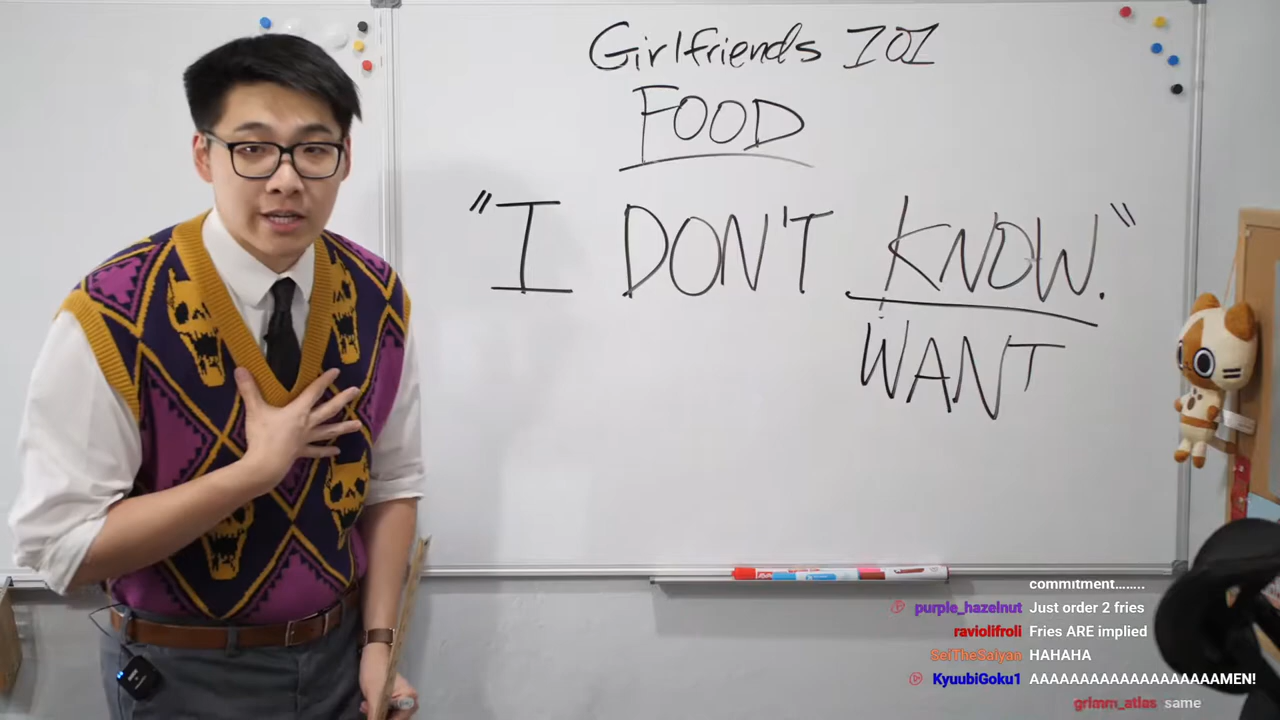 Girlfriends 101
FOOD
"I DON'T KNOW."
WANT
commitment........
purple_hazelnut Just order 2 fries
raviolifroli Fries ARE implied
SeiTheSaiyan HAHAHA
KyuubiGoku1 AAAAAAAAAAAAAAAAAAAMEN!
grimm_atlas same